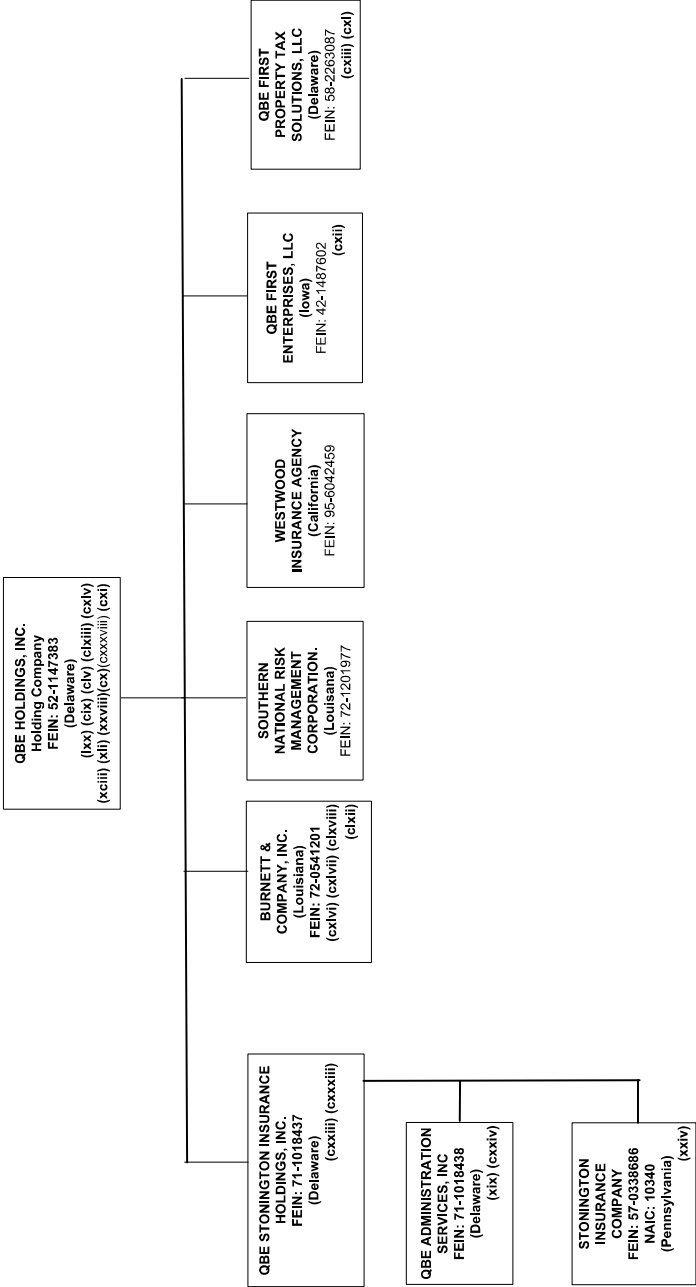 QBE HOLDINGS, INC.
Holding Company
FEIN: 52-1147383
(Delaware)
(lxx) (cix) (clv) (clxiii) (cxlv)
(xciii) (xli) (xxviii)(cx)(cxxxviii) (cxi)
QBE STONINGTON INSURANCE
HOLDINGS, INC.
FEIN: 71-1018437
(Delaware)
(cxxiii) (cxxxiii)
BURNETT &
COMPANY, INC.
(Louisiana)
FEIN: 72-0541201
(cxlvi) (cxlvii) (clxviii)
(clxii)
SOUTHERN
NATIONAL RISK
MANAGEMENT
CORPORATION.
(Louisana)
FEIN: 72-1201977
WESTWOOD
INSURANCE AGENCY
(California)
FEIN: 95-6042459
QBE FIRST
ENTERPRISES, LLC
(Iowa)
FEIN: 42-1487602
(cxii)
QBE FIRST
PROPERTY TAX
SOLUTIONS, LLC
(Delaware)
FEIN: 58-2263087
(cxiii) (cxl)
QBE ADMINISTRATION
SERVICES, INC
FEIN: 71-1018438
(Delaware)
(xix) (cxxiv)
STONINGTON
INSURANCE
COMPANY
FEIN: 57-0338686
NAIC: 10340
(Pennsylvania)
(xxiv)